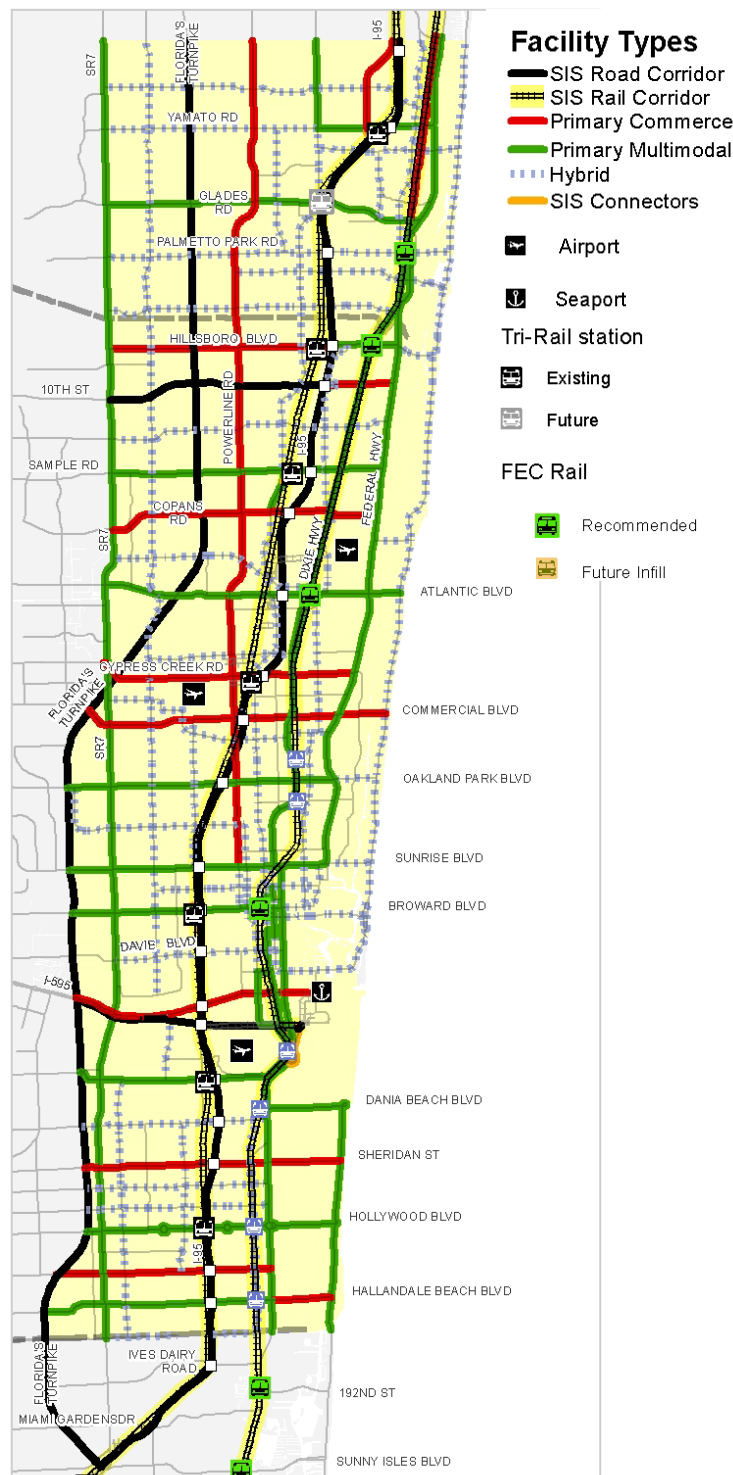 Facility Types
SIS Road Corridor
SIS Rail Corridor
Primary Commerce
Primary Multimodal
Hybrid
SIS Connectors
Airport
Seaport
Tri-Rail station
Existing
Future
FEC Rail
Recommended
Future Infill
SR7
FLORIDA'S
TURNPIKE
I-95
YAMATO RD
GLADES
RD
PALMETTO PARK RD
HILLSBORO BLVD
10TH ST
POWERLINE RD
I-95
SAMPLE RD
FEDERAL HWY
COPANS
RD
SR7
DIXIE HWY
ATLANTIC BLVD
CYPRESS CREEK RD
FLORIDA'S
TURNPIKE
COMMERCIAL BLVD
SR7
OAKLAND PARK BLVD
SUNRISE BLVD
BROWARD BLVD
DAVIE BLVD
I-595
DANIA BEACH BLVD
SHERIDAN ST
HOLLYWOOD BLVD
I-95
HALLANDALE BEACH BLVD
IVES DAIRY
ROAD
FLORIDA'S
TURNPIKE
192ND ST
MIAMI GARDENSDR
SUNNY ISLES BLVD